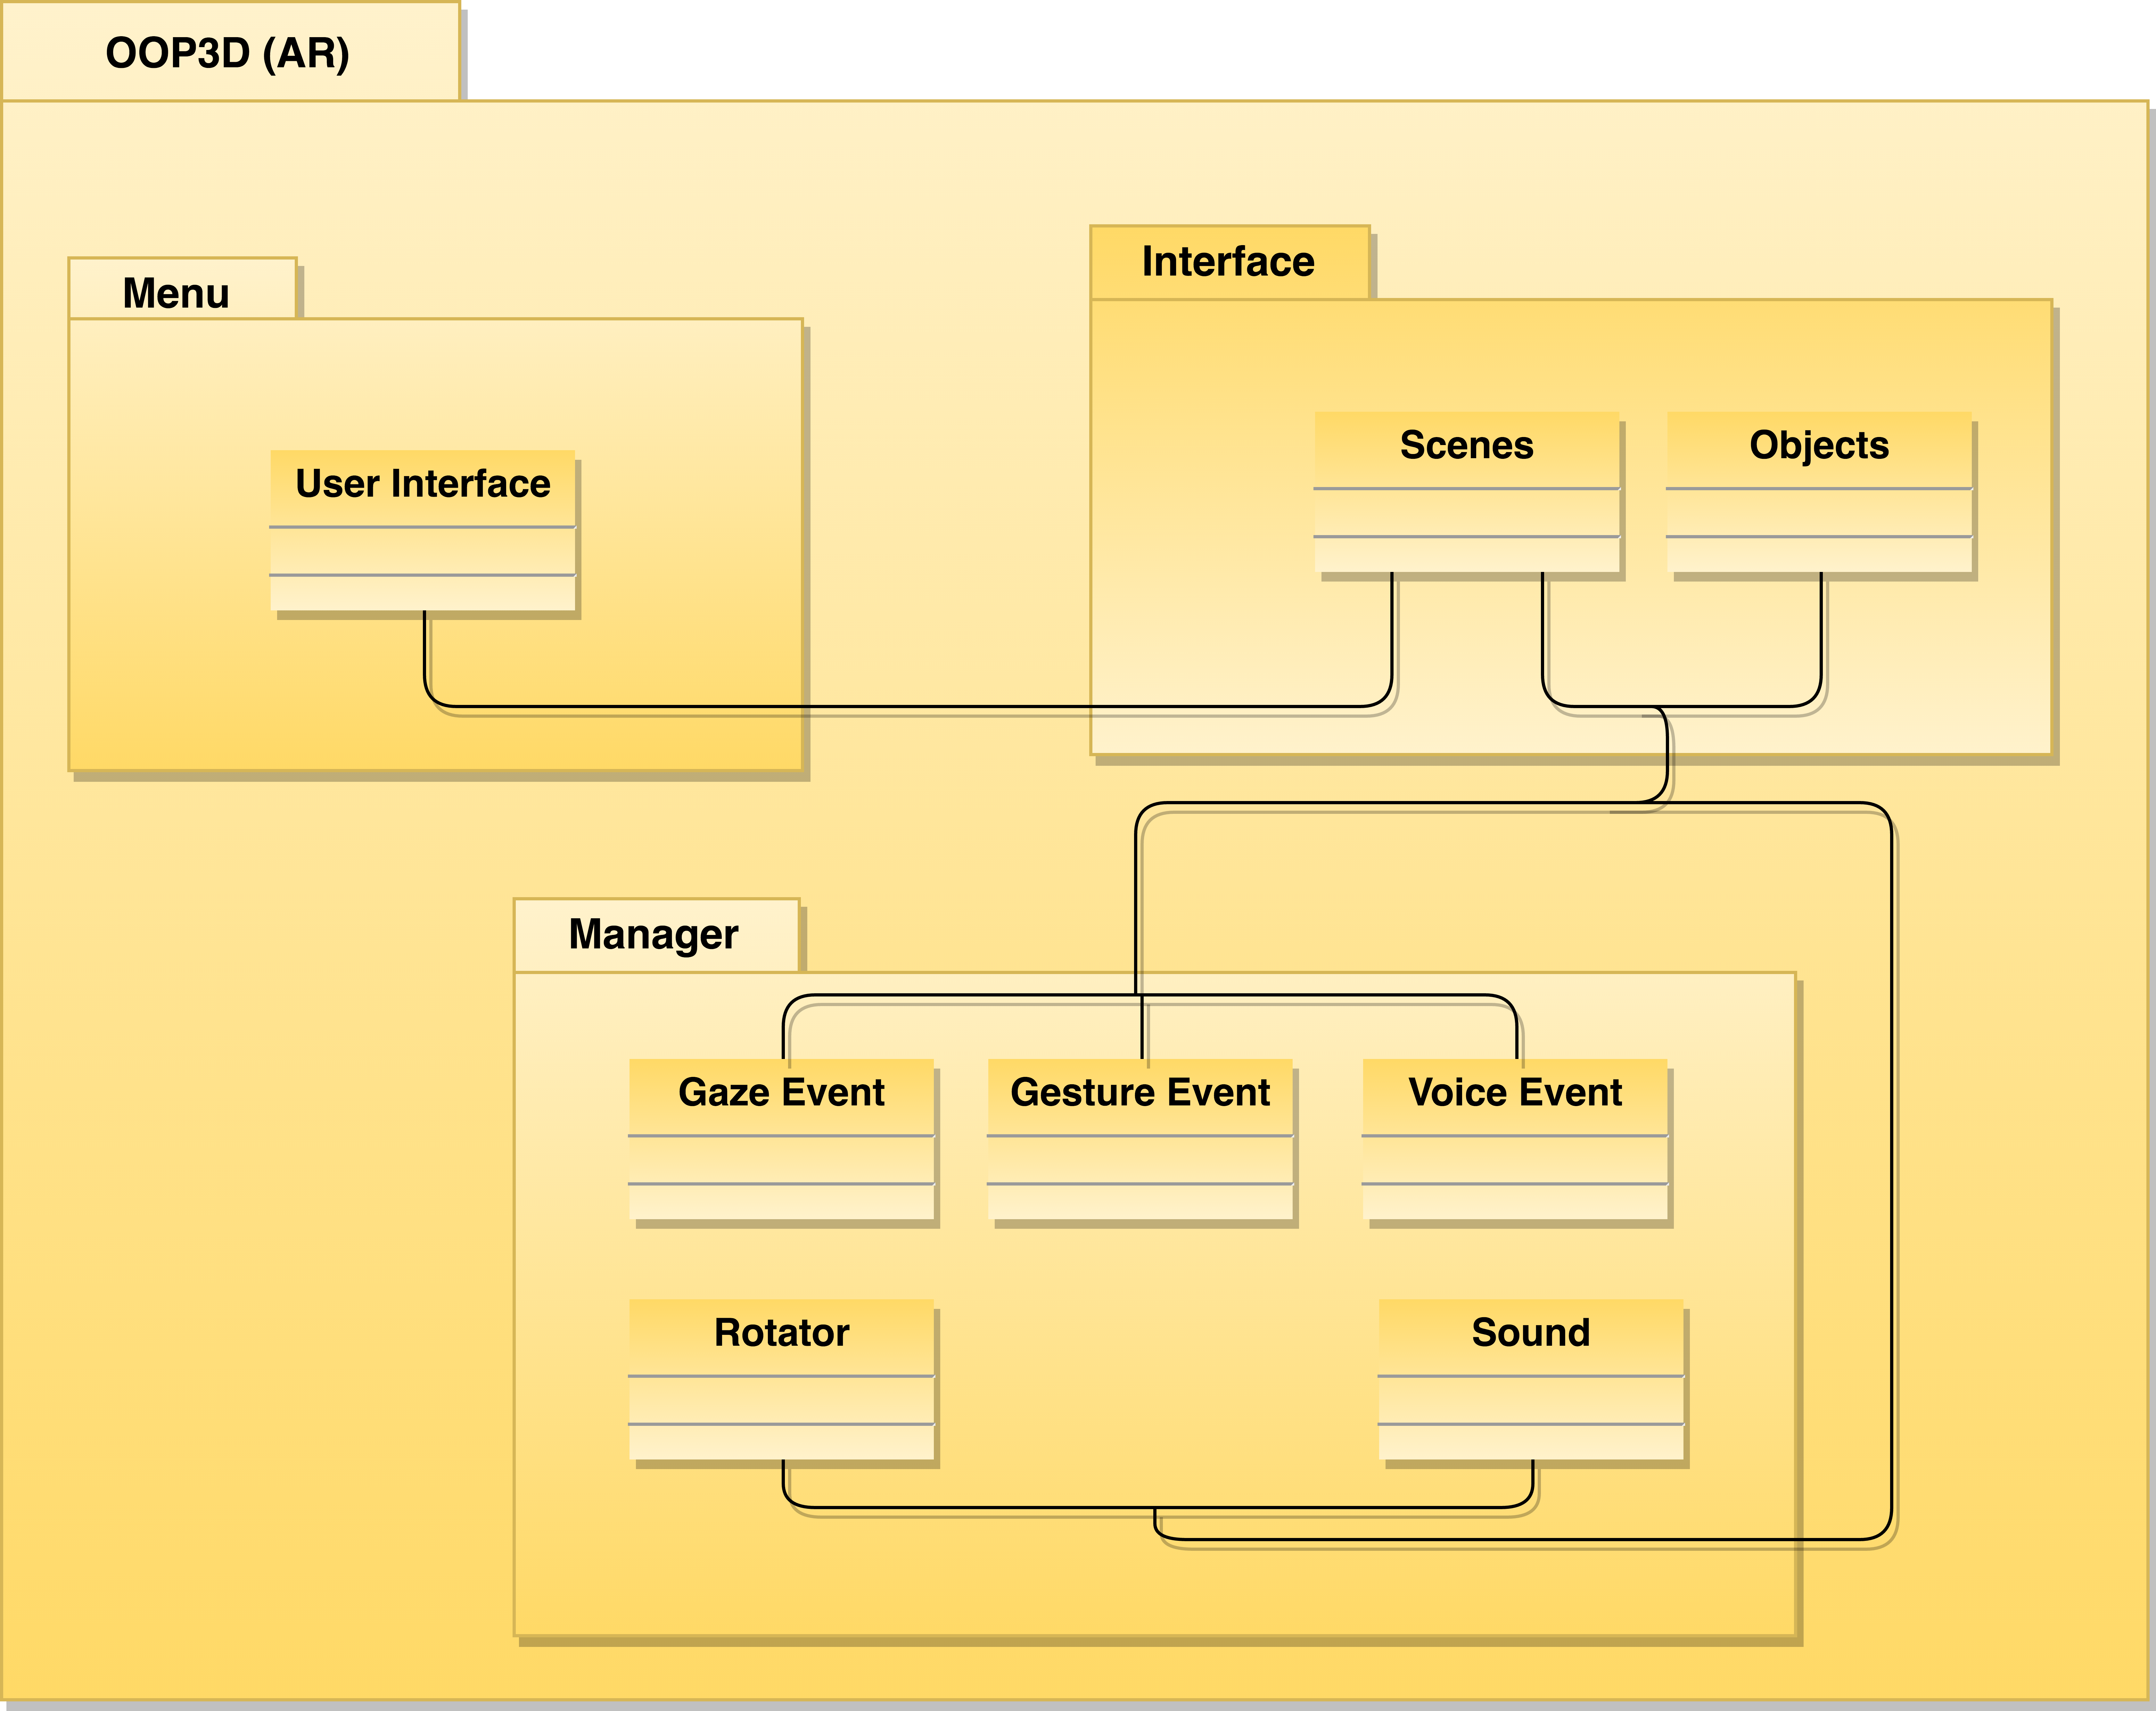 OOP3D (AR)
Menu
Interface
User Interface
Scenes
Objects
Manager
Gaze Event
Gesture Event
Voice Event
Rotator
Sound